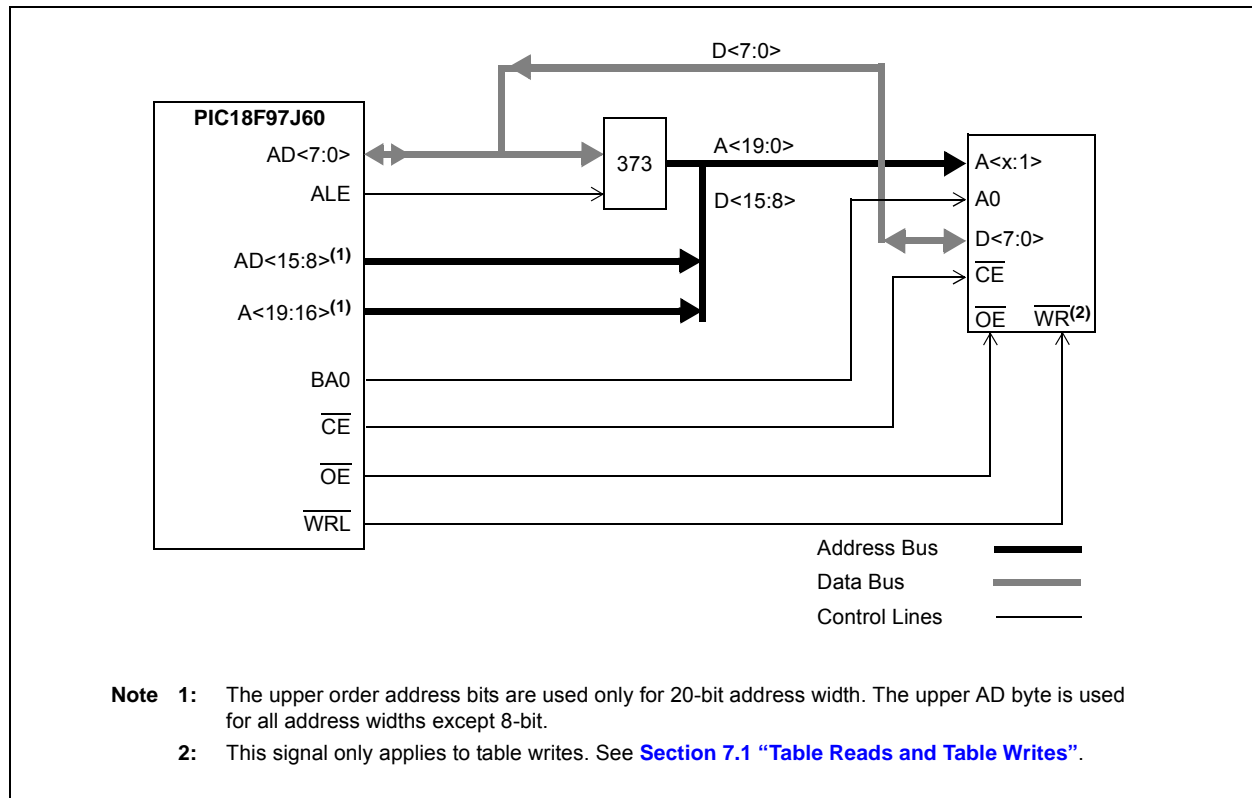 D<7:0>
PIC18F97J60
AD<7:0>
ALE
AD<15:8>(1)
A<19:16>(1)
BA0
CE
OE
WRL
373
A<19:0>
D<15:8>
A<x:1>
A0
D<7:0>
CE
OE WR(2)
Address Bus
Data Bus
Control Lines
Note 1: The upper order address bits are used only for 20-bit address width. The upper AD byte is used
for all address widths except 8-bit.
2: This signal only applies to table writes. See Section 7.1 “Table Reads and Table Writes”.